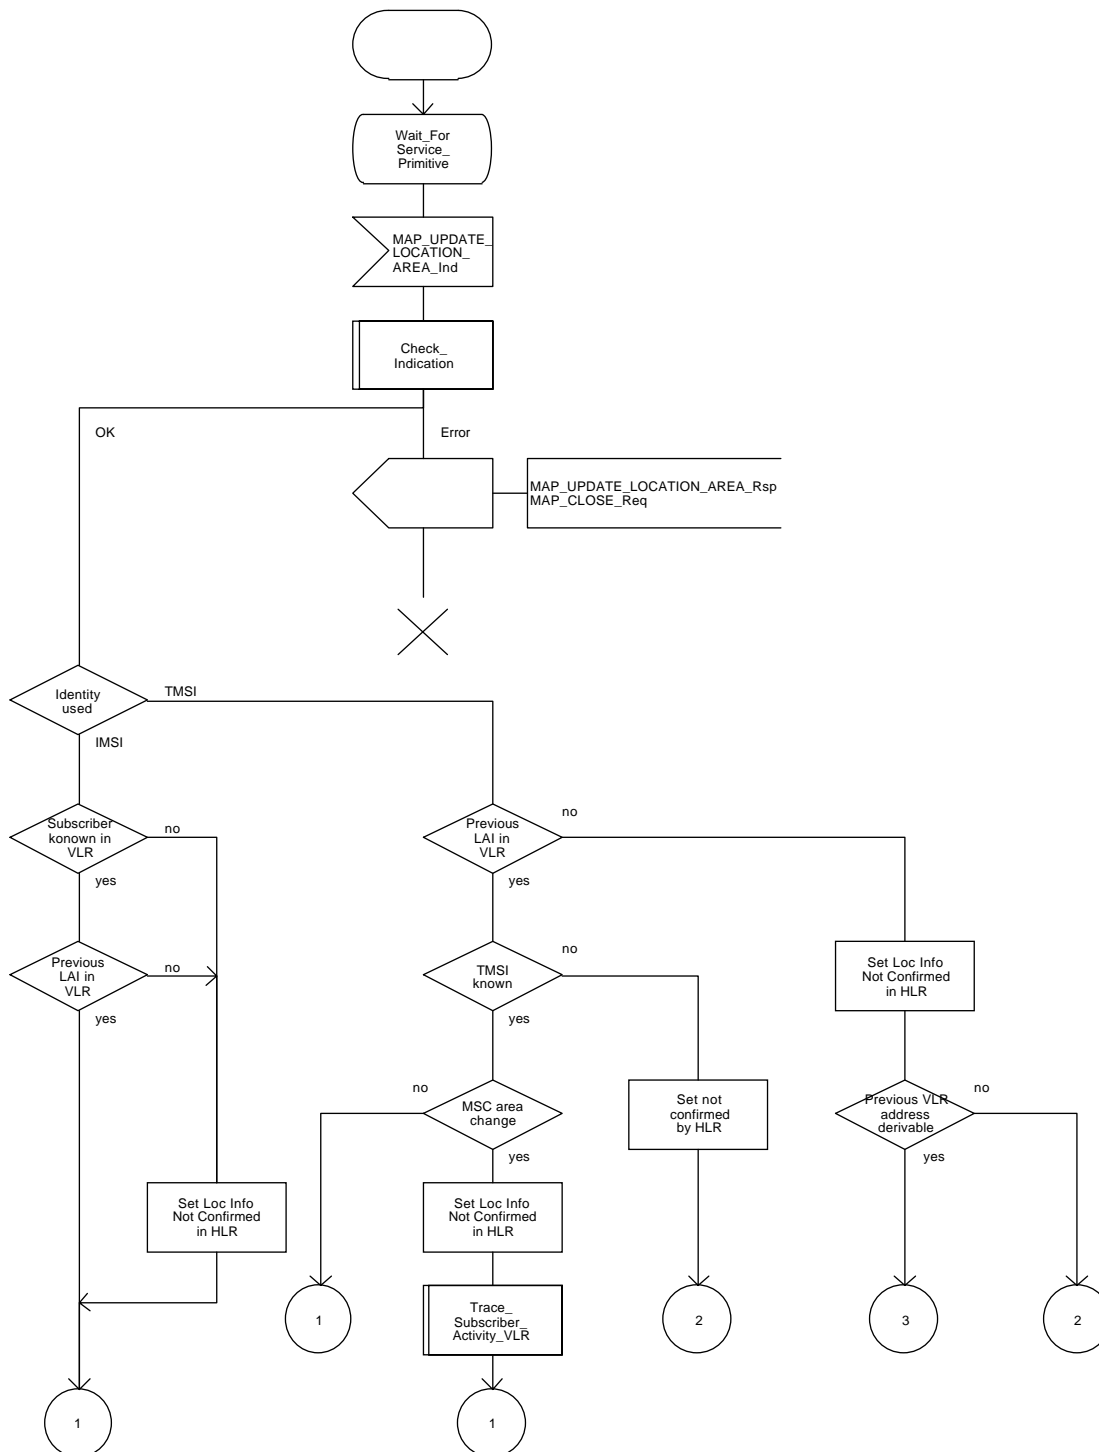 Wait_For
Service_
Primitive
MAP_UPDATE_
LOCATION_
AREA_Ind
Check_
Indication
OK
Error
MAP_UPDATE_LOCATION_AREA_Rsp
MAP_CLOSE_Req
Identity
used
TMSI
IMSI
Subscriber
konown in
VLR
no
yes
Previous
LAI in
VLR
no
yes
Previous
LAI in
VLR
no
yes
TMSI
known
no
yes
Set Loc Info
Not Confirmed
in HLR
no
MSC area
change
yes
Set not
confirmed
by HLR
Previous VLR
address
derivable
no
yes
Set Loc Info
Not Confirmed
in HLR
Set Loc Info
Not Confirmed
in HLR
1
Trace_
Subscriber_
Activity_VLR
2
3
2
1
1